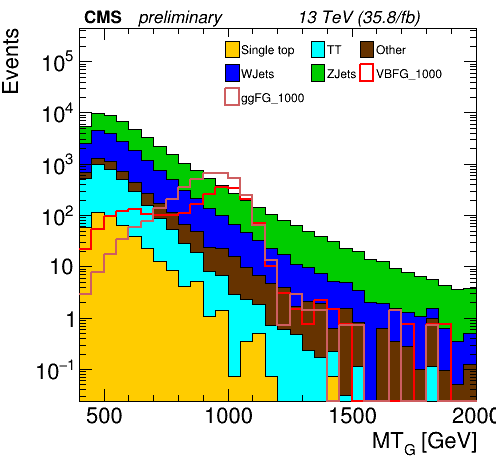 CMS preliminary 13 TeV (35.8/fb)
Events
Single top TT Other
WJets ZJets VBFG_1000
ggFG_1000
10^5
10^4
10^3
10^2
10
1
10^−1
500 1000 1500 2000
MT_G [GeV]